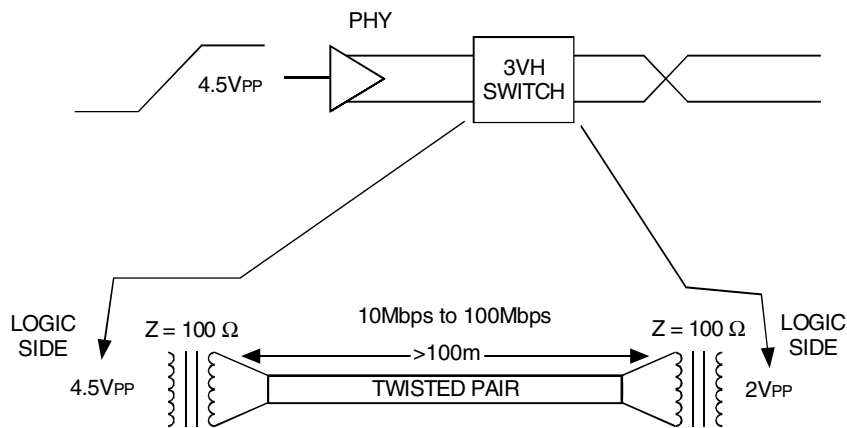 PHY
4.5VPP
3VH
SWITCH
LOGIC
SIDE
Z = 100 Ω
10Mbps to 100Mbps
Z = 100 Ω
LOGIC
SIDE
>100m
4.5VPP
TWISTED PAIR
2VPP